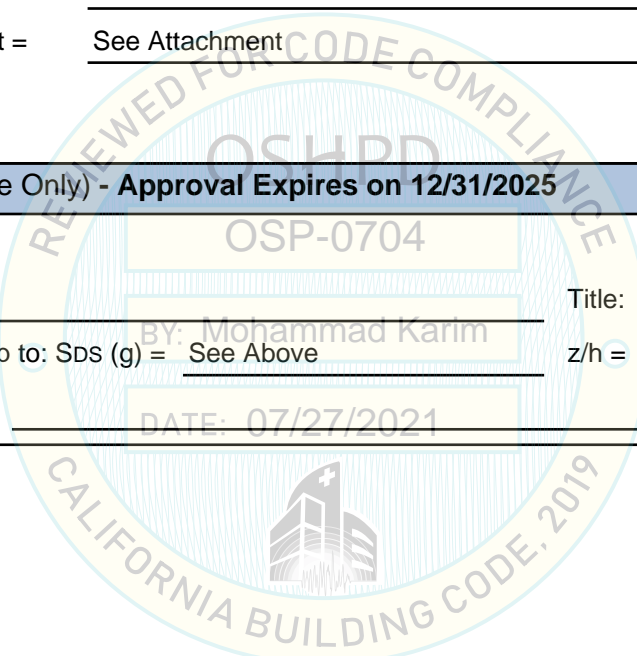 t = See Attachment
REVIEWED FOR CODE COMPLIANCE
OSHPD
e Only) - Approval Expires on 12/31/2025
OSP-0704
Title:
BY: Mohammad Karim
to: SDS (g) = See Above z/h =
DATE: 07/27/2021
CALIFORNIA BUILDING CODE, 2019